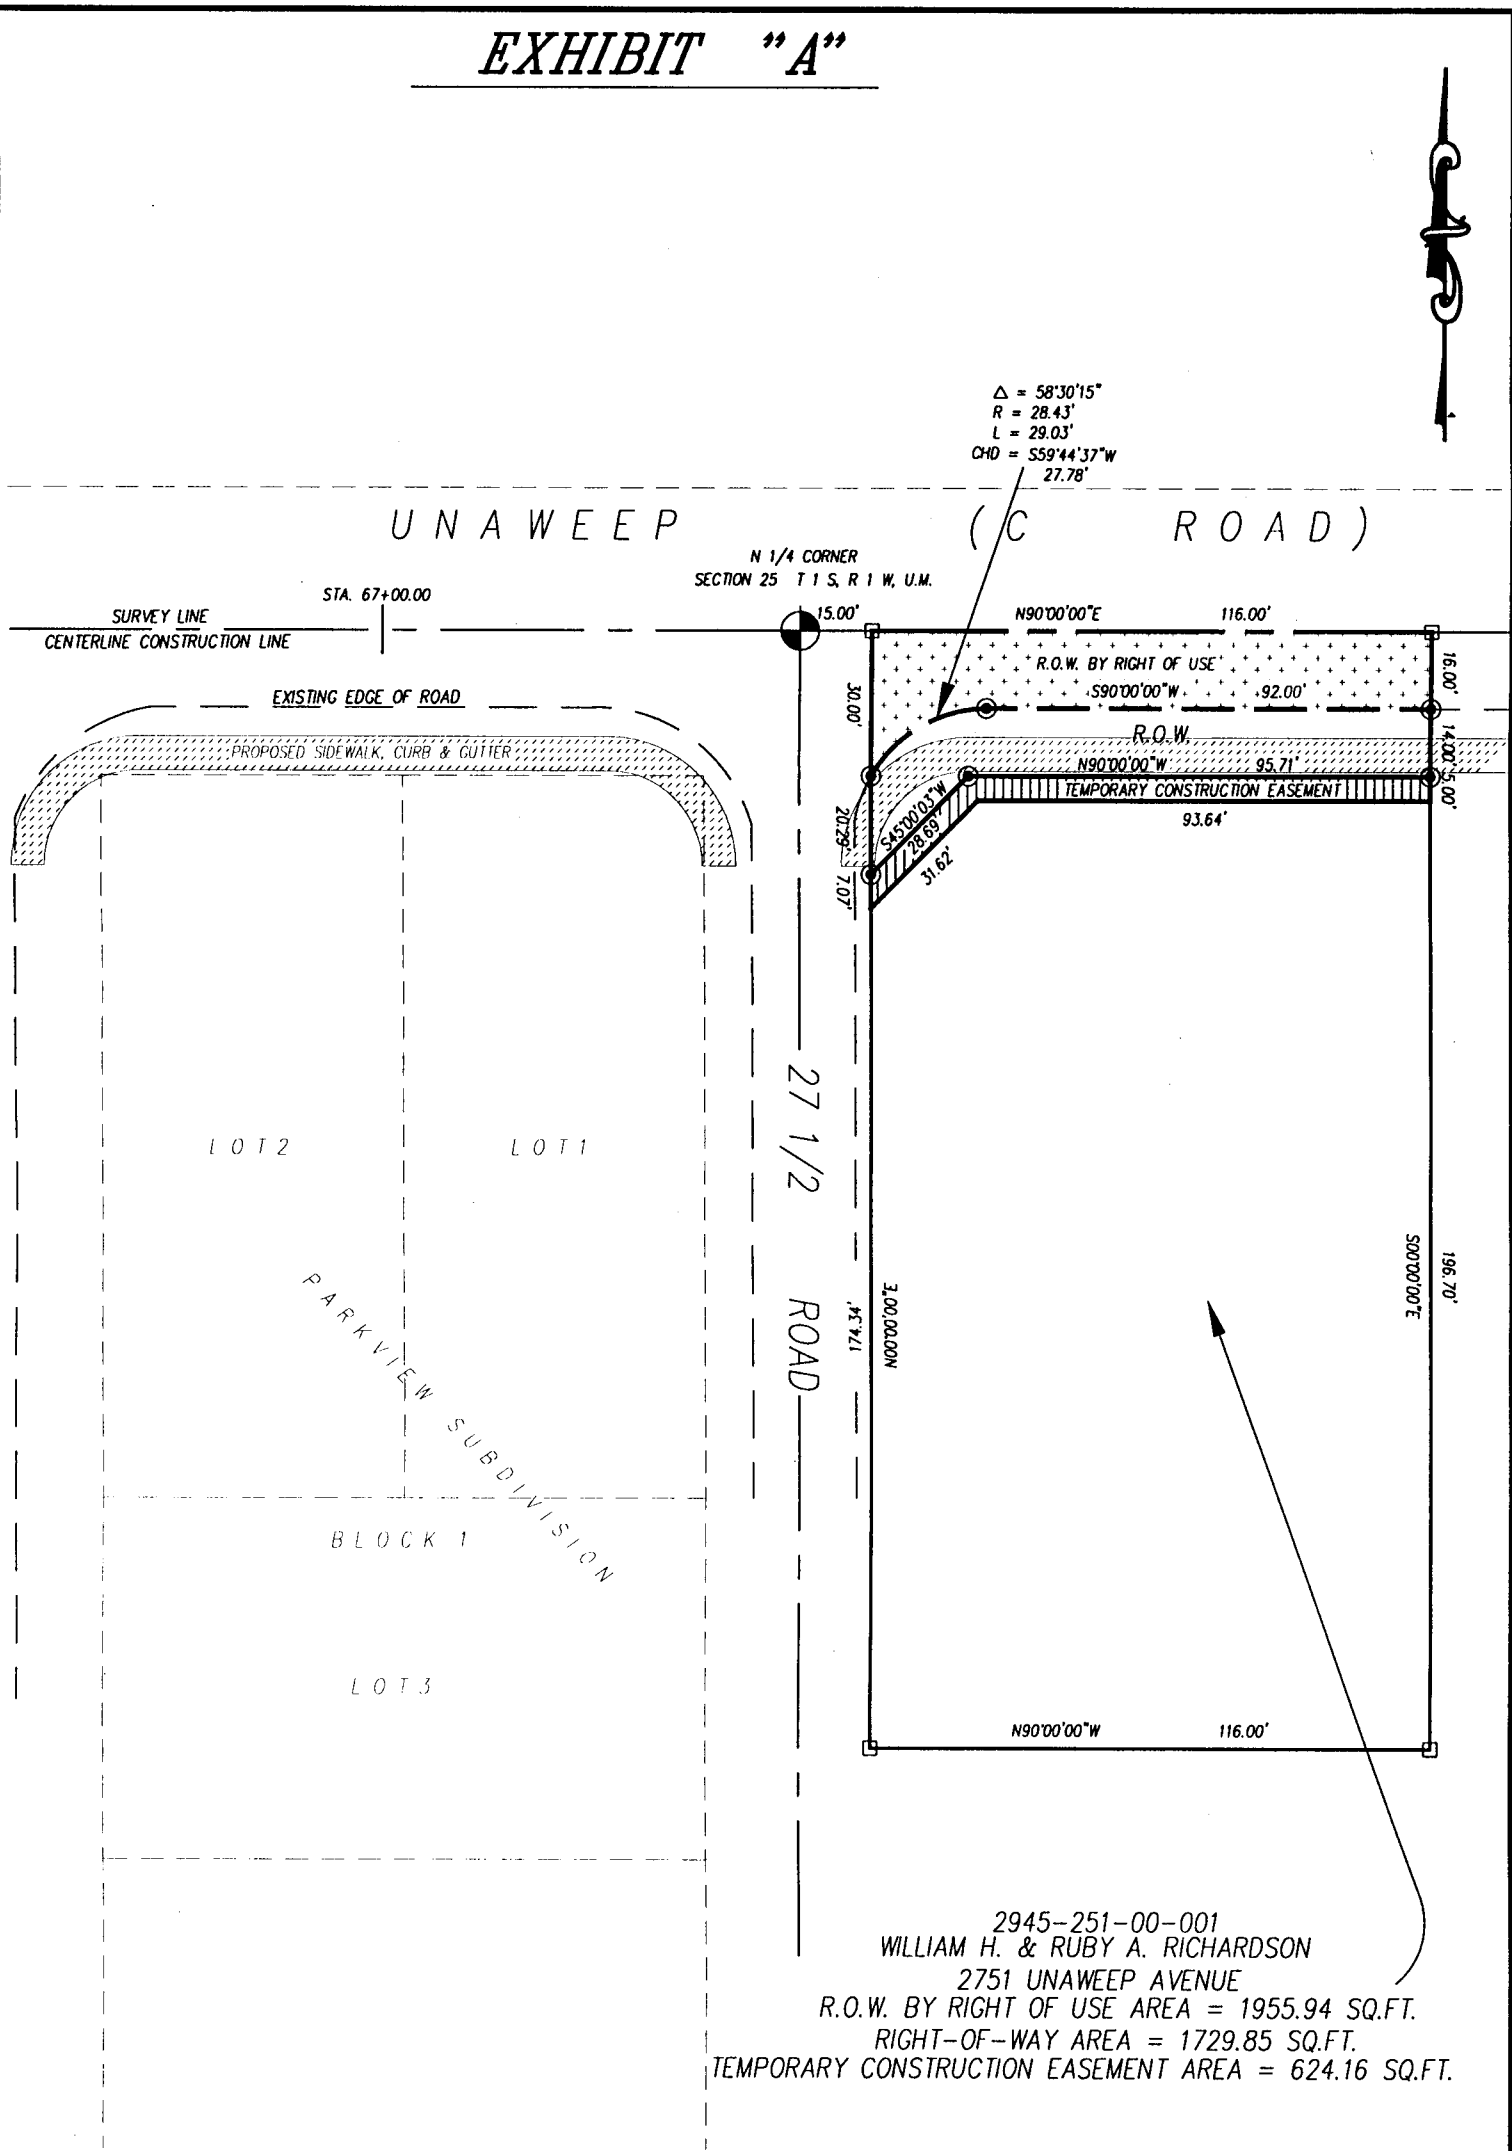 EXHIBIT "A"
Δ = 58°30'15"
R = 28.43'
L = 29.03'
CHD = S59°44'37"W
27.78'
UNAWEEP (C ROAD)
N 1/4 CORNER
SECTION 25 T 1 S, R 1 W, U.M.
STA. 67+00.00
SURVEY LINE
CENTERLINE CONSTRUCTION LINE
15.00'
N90°00'00"E 116.00'
R.O.W. BY RIGHT OF USE
16.00'
S90°00'00"W 92.00'
30.00'
EXISTING EDGE OF ROAD
R.O.W.
14.00'
PROPOSED SIDEWALK, CURB & GUTTER
N90°00'00"W 95.71'
5.00'
TEMPORARY CONSTRUCTION EASEMENT
93.64'
S45°00'03"W
28.69'
31.62'
20.29'
7.07'
27 1/2 ROAD
LOT2
LOT1
PARKVIEW SUBDIVISION
174.34'
N00°00'00"E
S00°00'00"E
196.70'
BLOCK 1
LOT3
N90°00'00"W 116.00'
2945-251-00-001
WILLIAM H. & RUBY A. RICHARDSON
2751 UNAWEEP AVENUE
R.O.W. BY RIGHT OF USE AREA = 1955.94 SQ.FT.
RIGHT-OF-WAY AREA = 1729.85 SQ.FT.
TEMPORARY CONSTRUCTION EASEMENT AREA = 624.16 SQ.FT.